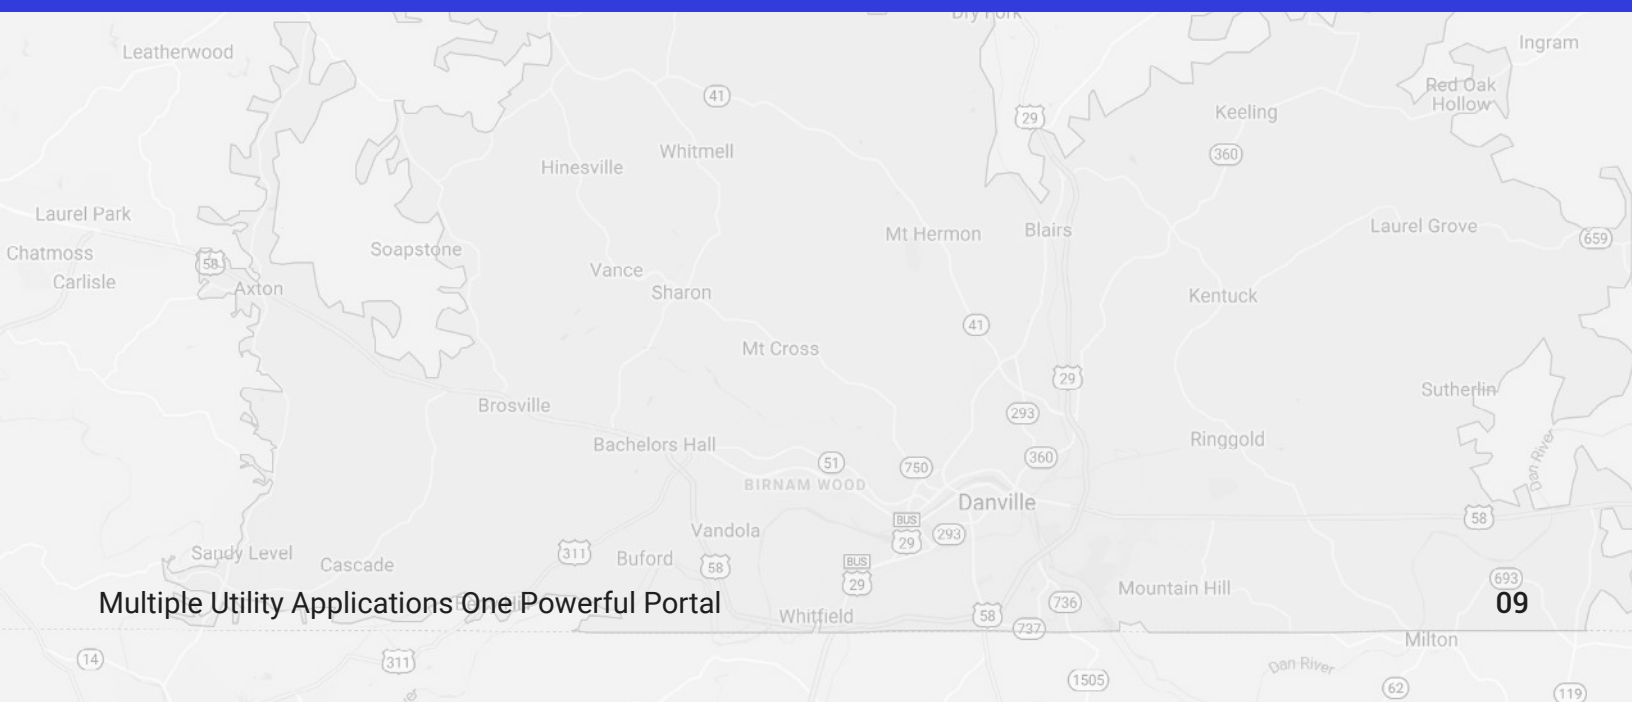 Dry Fork
Leatherwood
Ingram
Red Oak
Hollow
41
29
Keeling
360
Whitmell
Hinesville
Laurel Park
Mt Hermon
Blairs
Laurel Grove
659
Chatmoss
58
Soapstone
Carlisle
Axton
Vance
Sharon
Kentuck
41
Mt Cross
29
Sutherlin
Brosville
293
Bachelors Hall
Ringgold
51
750
360
Dan River
BIRNAM WOOD
Danville
58
BUS
29
293
Vandola
Sandy Level
Cascade
311
Buford
58
BUS
29
Mountain Hill
693
Multiple Utility Applications One Powerful Portal
736
09
Whitfield
58
737
Milton
14
311
Dan River
1505
62
119